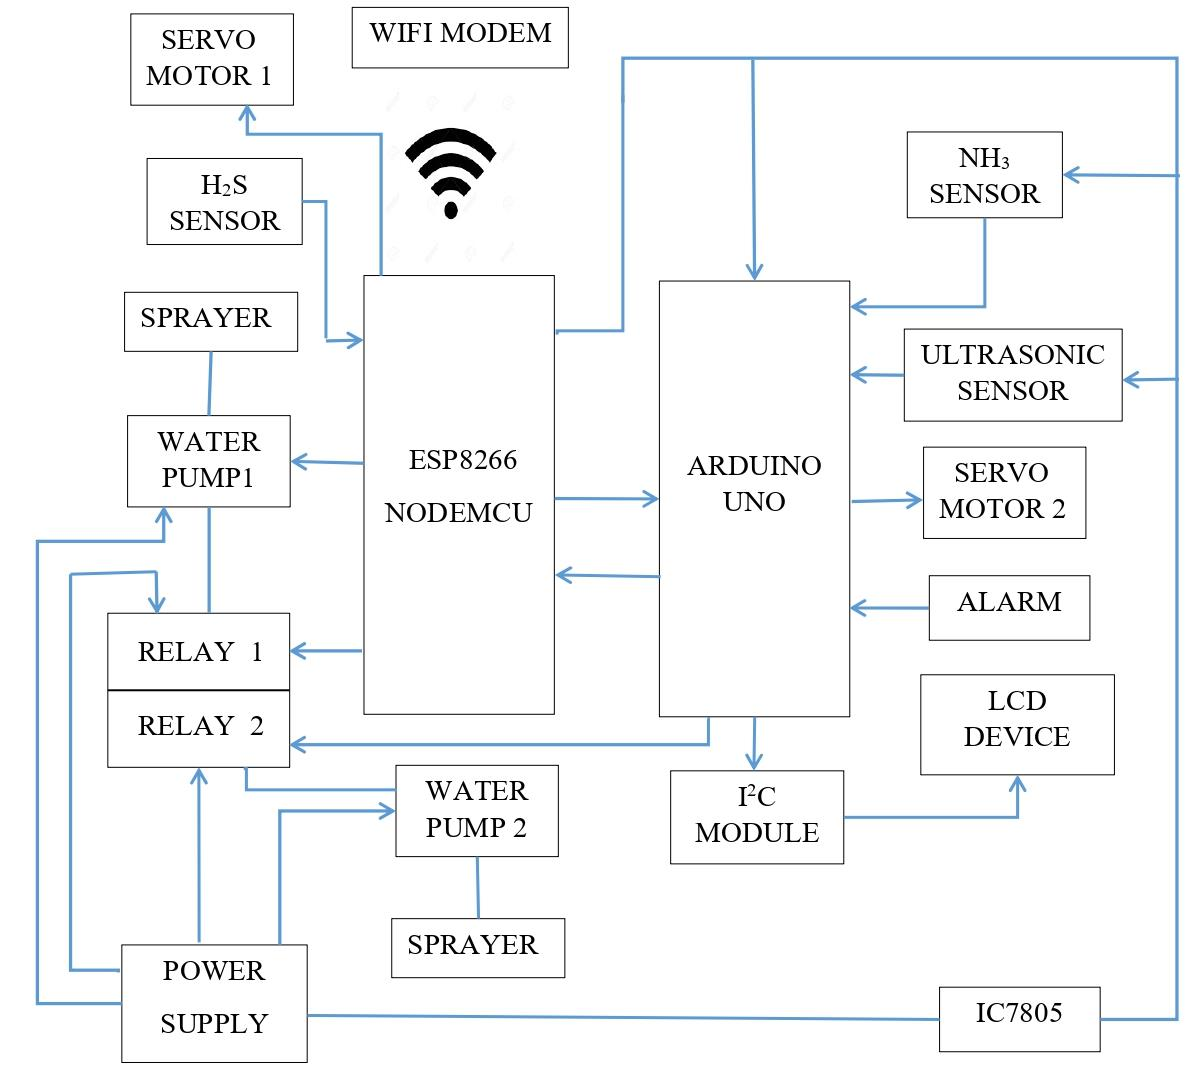 SERVO
MOTOR 1
WIFI MODEM
H₂S
SENSOR
NH₃
SENSOR
SPRAYER
ULTRASONIC
SENSOR
WATER
PUMP1
ESP8266
NODEMCU
ARDUINO
UNO
SERVO
MOTOR 2
ALARM
RELAY 1
RELAY 2
LCD
DEVICE
WATER
PUMP 2
I²C
MODULE
SPRAYER
POWER
SUPPLY
IC7805